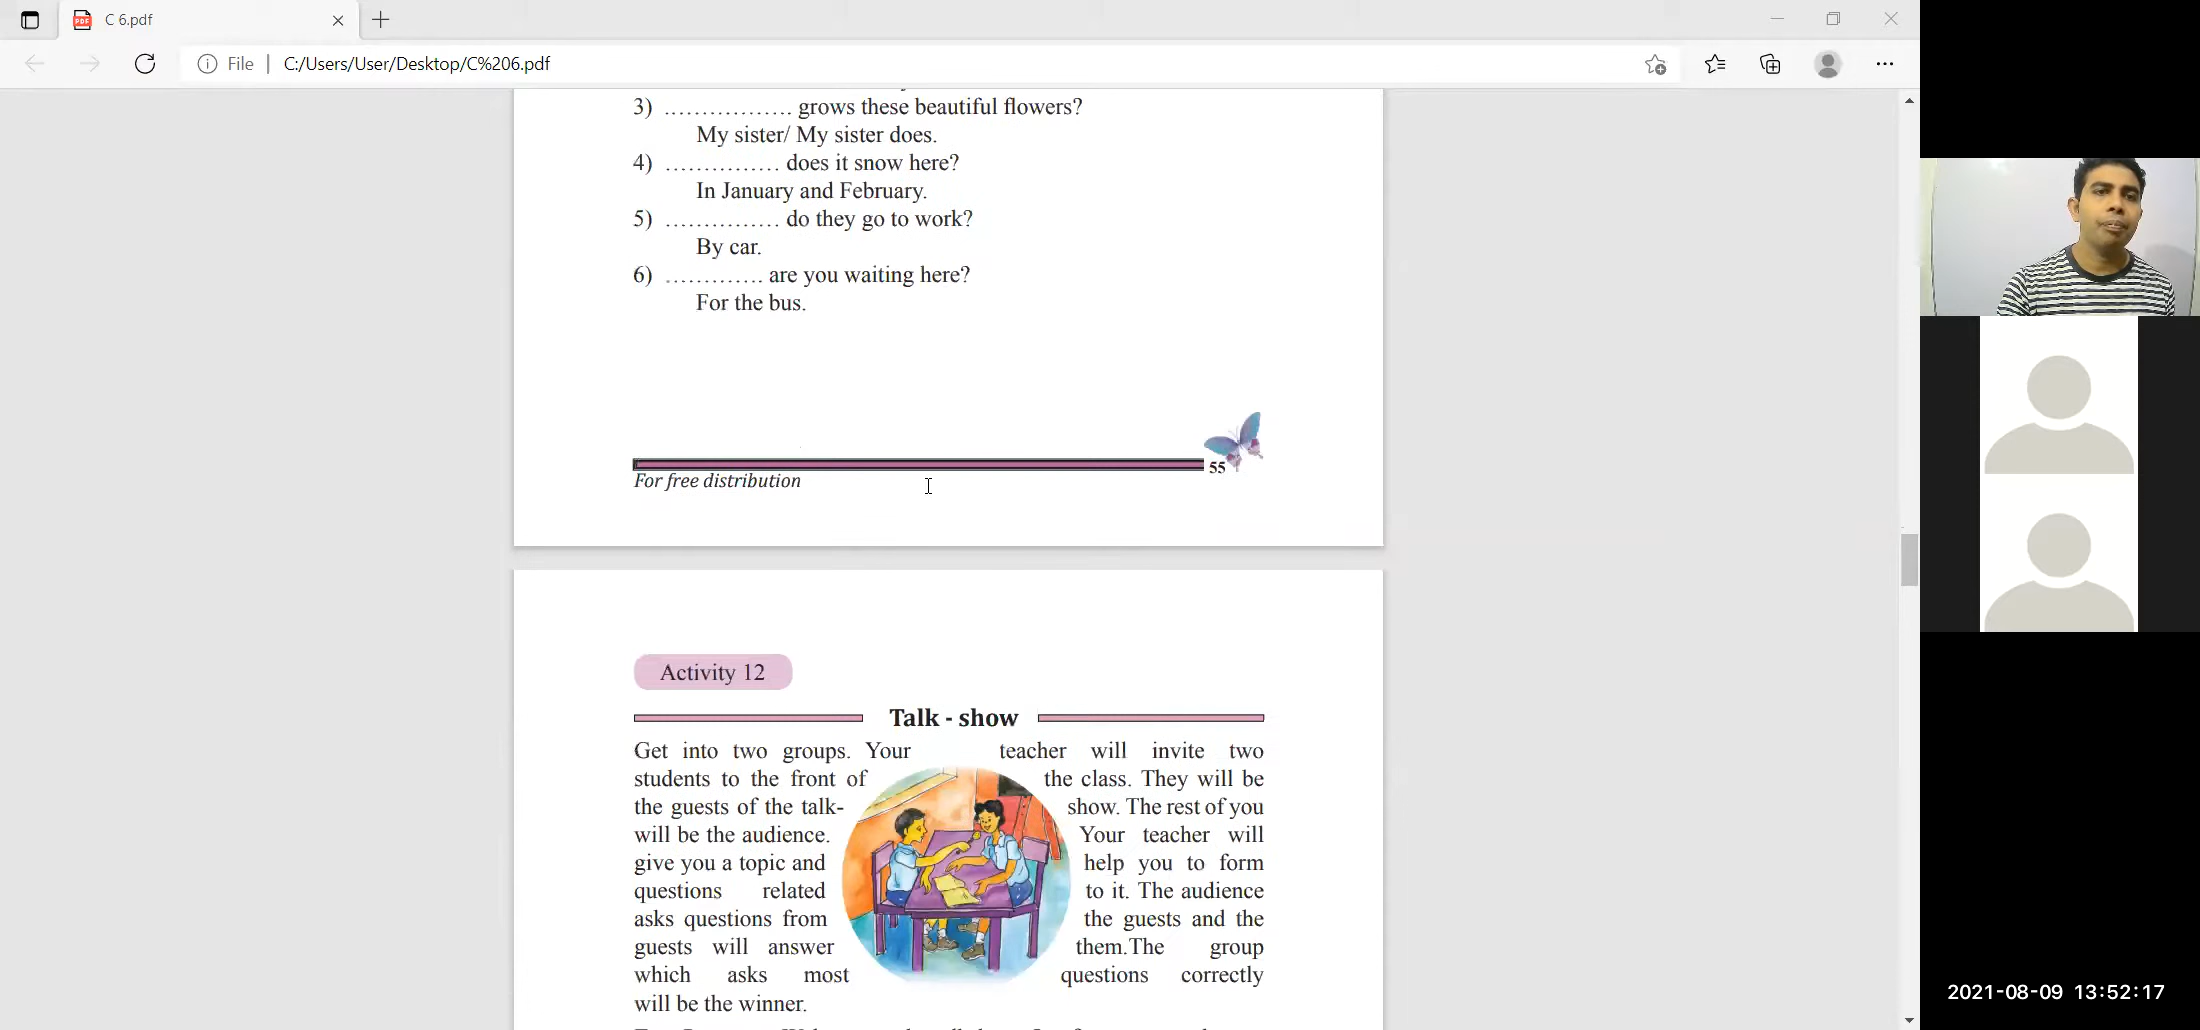 C 6.pdf
File
C:/Users/User/Desktop/C%206.pdf
3) ................. grows these beautiful flowers?
My sister/ My sister does.
4) ............... does it snow here?
In January and February.
5) ............... do they go to work?
By car.
6) ............. are you waiting here?
For the bus.
55
For free distribution
Activity 12
Talk - show
Get into two groups. Your teacher will invite two
students to the front of the class. They will be
the guests of the talk- show. The rest of you
will be the audience. Your teacher will
give you a topic and help you to form
questions related to it. The audience
asks questions from the guests and the
guests will answer them.The group
which asks most questions correctly
will be the winner.
2021-08-09 13:52:17